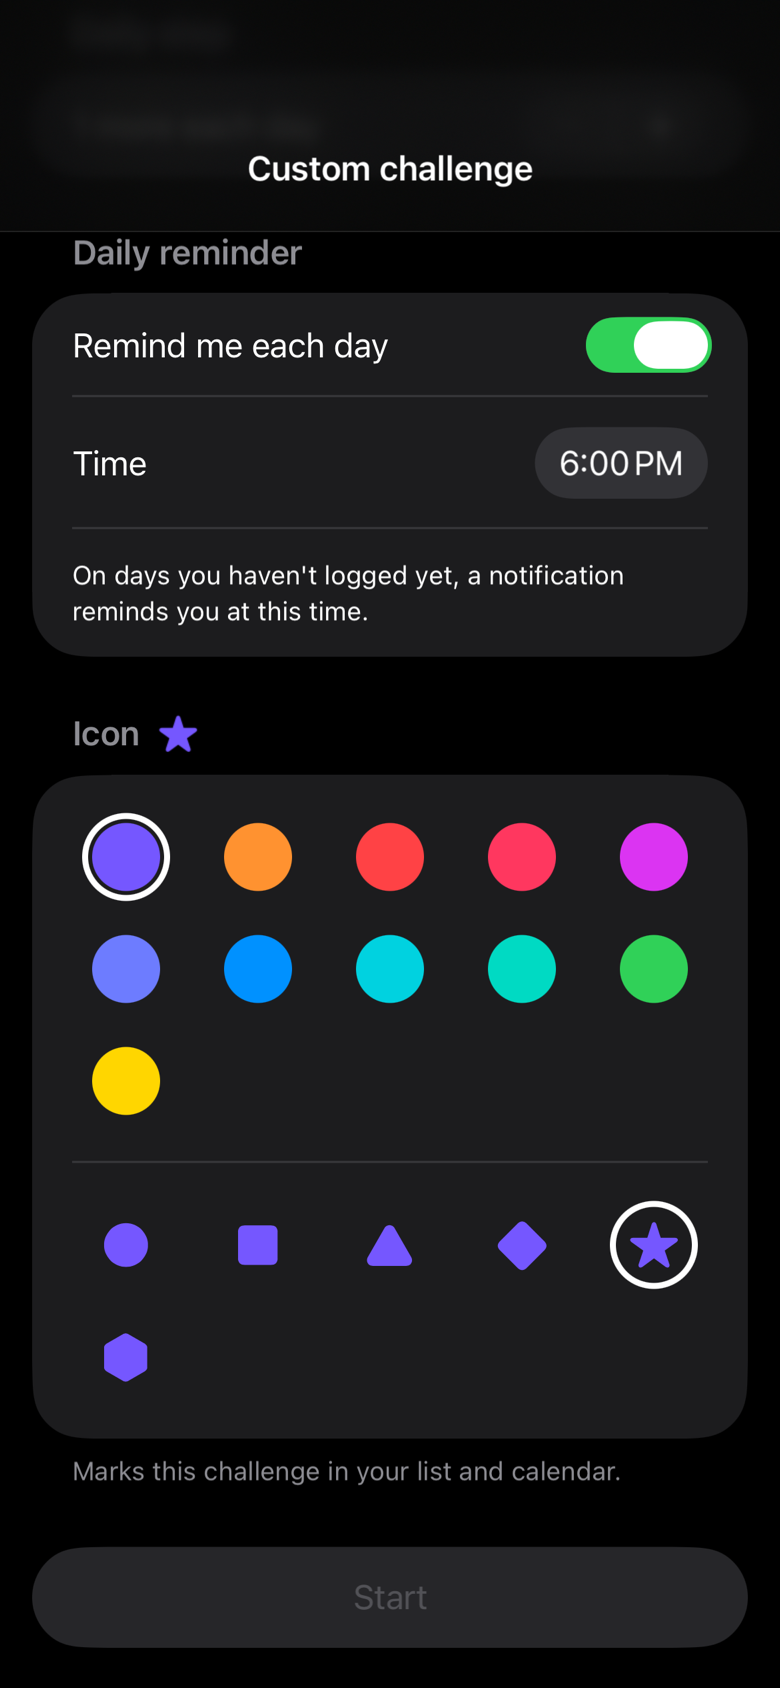 Custom challenge
Daily reminder
Remind me each day
Time
6:00 PM
On days you haven't logged yet, a notification
reminds you at this time.
Icon
Marks this challenge in your list and calendar.
Start